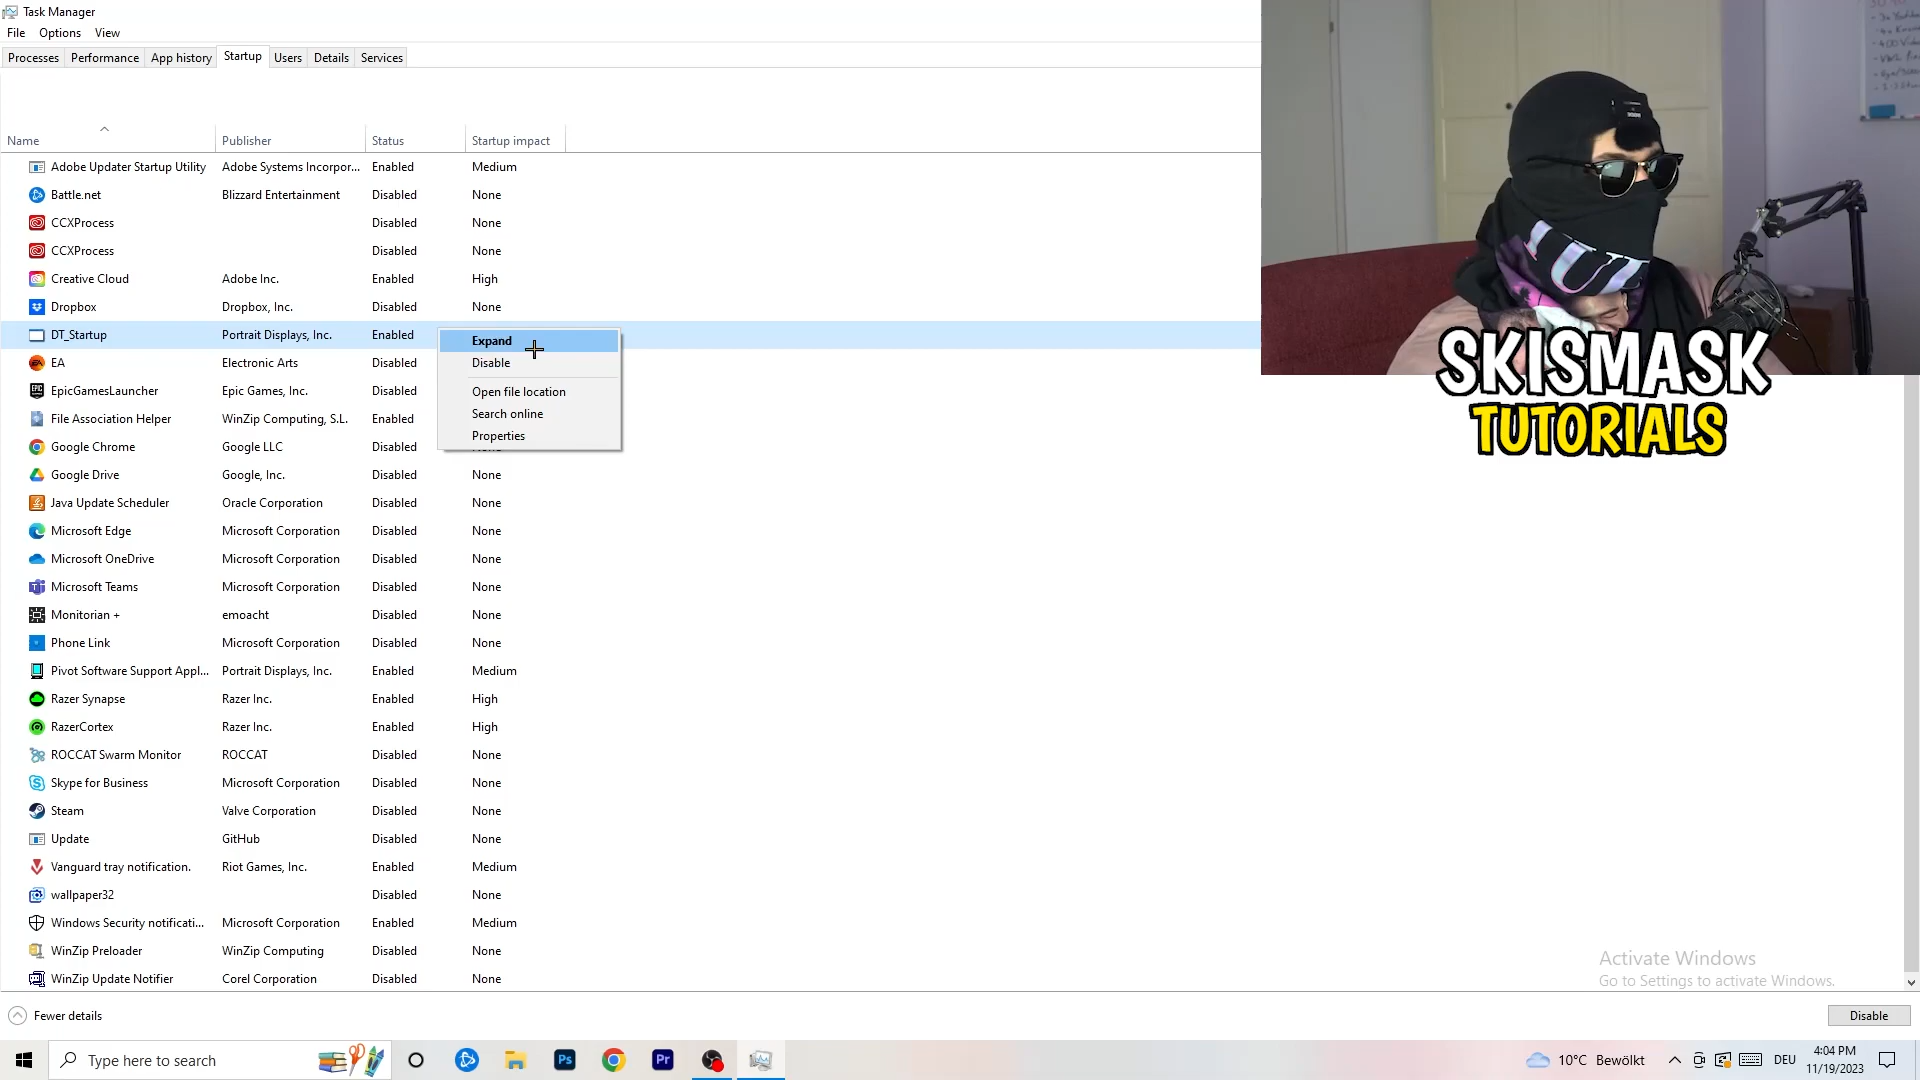 Task Manager
File Options View
Processes Performance App history Startup Users Details Services
Name Publisher Status Startup impact
Adobe Updater Startup Utility Adobe Systems Incorpor... Enabled Medium
Battle.net Blizzard Entertainment Disabled None
CCXProcess Disabled None
CCXProcess Disabled None
Creative Cloud Adobe Inc. Enabled High
Dropbox Dropbox, Inc. Disabled None
DT_Startup Portrait Displays, Inc. Enabled
EA Electronic Arts Disabled
EpicGamesLauncher Epic Games, Inc. Disabled
File Association Helper WinZip Computing, S.L. Enabled
Google Chrome Google LLC Disabled
Google Drive Google, Inc. Disabled None
Java Update Scheduler Oracle Corporation Disabled None
Microsoft Edge Microsoft Corporation Disabled None
Microsoft OneDrive Microsoft Corporation Disabled None
Microsoft Teams Microsoft Corporation Disabled None
Monitorian + emoacht Disabled None
Phone Link Microsoft Corporation Disabled None
Pivot Software Support Appl... Portrait Displays, Inc. Enabled Medium
Razer Synapse Razer Inc. Enabled High
RazerCortex Razer Inc. Enabled High
ROCCAT Swarm Monitor ROCCAT Disabled None
Skype for Business Microsoft Corporation Disabled None
Steam Valve Corporation Disabled None
Update GitHub Disabled None
Vanguard tray notification. Riot Games, Inc. Enabled Medium
wallpaper32 Disabled None
Windows Security notificati... Microsoft Corporation Enabled Medium
WinZip Preloader WinZip Computing Disabled None
WinZip Update Notifier Corel Corporation Disabled None
Expand
Disable
Open file location
Search online
Properties
SKISMASK
TUTORIALS
Activate Windows
Go to Settings to activate Windows.
Fewer details
Disable
Type here to search
Ps
Pr
10°C Bewölkt
DEU
4:04 PM
11/19/2023